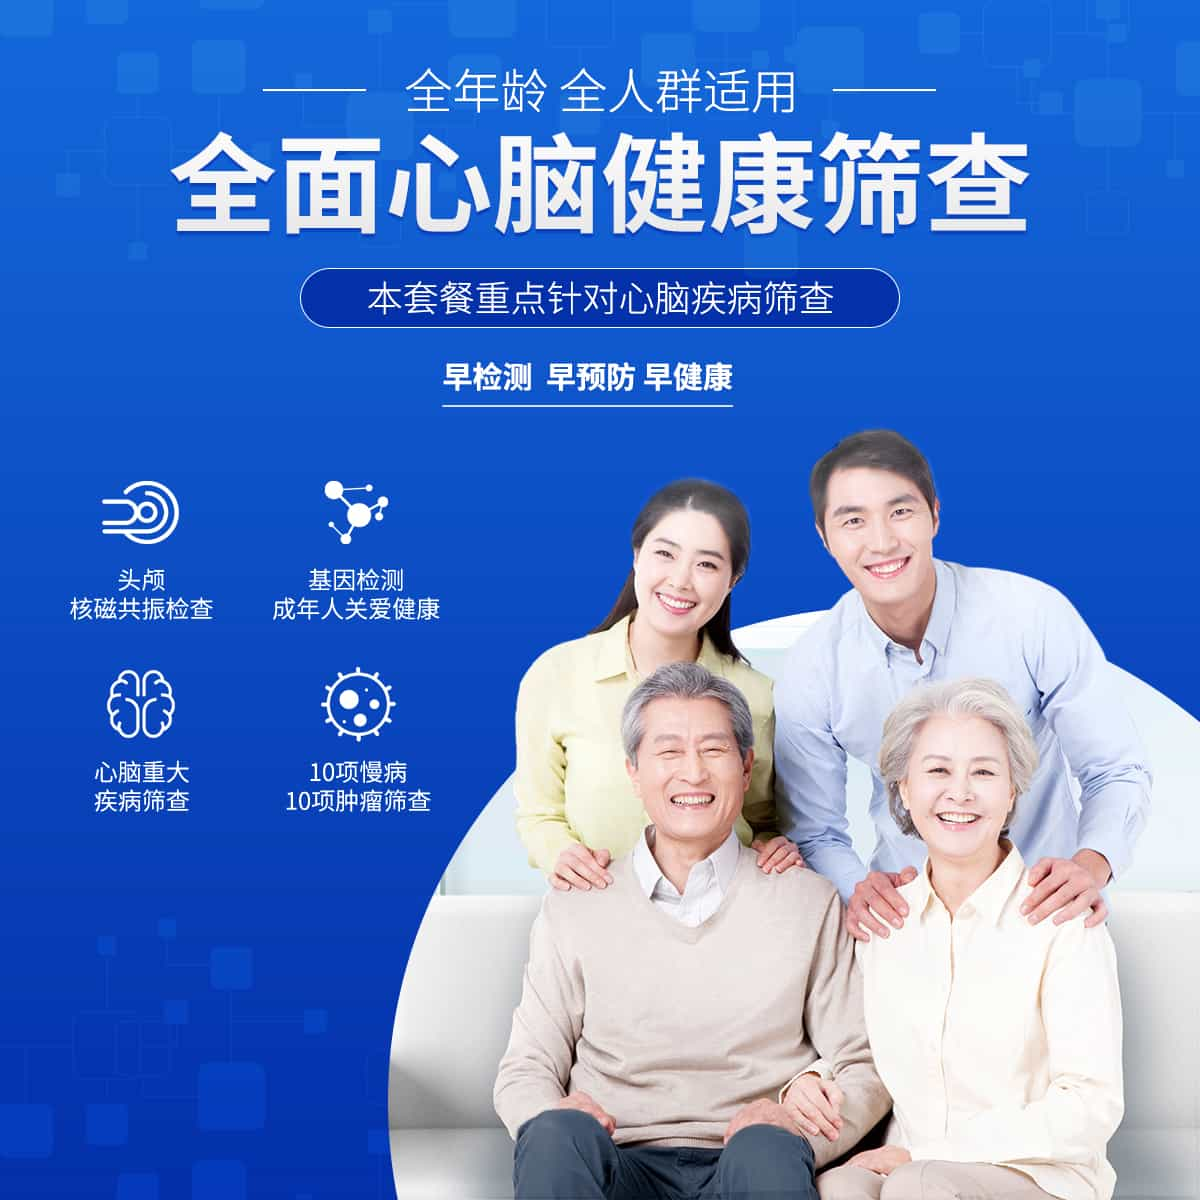 全年龄 全人群适用
全面心脑健康筛查
本套餐重点针对心脑疾病筛查
早检测 早预防 早健康
头颅
核磁共振检查
基因检测
成年人关爱健康
心脑重大
疾病筛查
10项慢病
10项肿瘤筛查